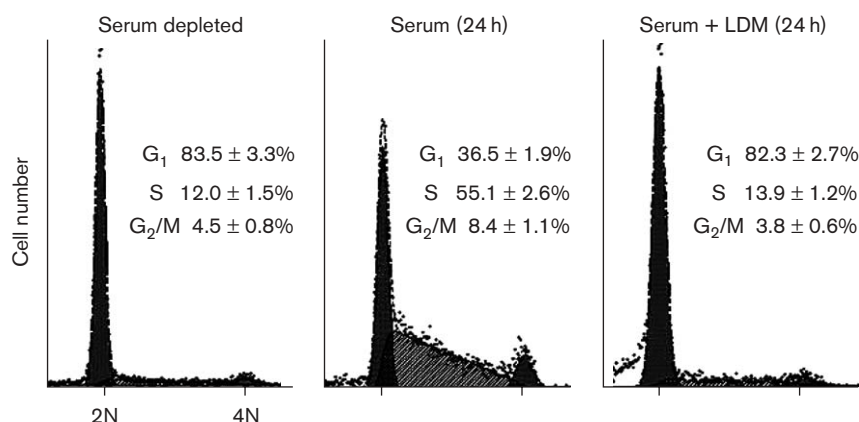 Serum depleted
Serum (24 h)
Serum + LDM (24 h)
Cell number
G₁ 83.5 ± 3.3%
S 12.0 ± 1.5%
G₂/M 4.5 ± 0.8%
G₁ 36.5 ± 1.9%
S 55.1 ± 2.6%
G₂/M 8.4 ± 1.1%
G₁ 82.3 ± 2.7%
S 13.9 ± 1.2%
G₂/M 3.8 ± 0.6%
2N 4N